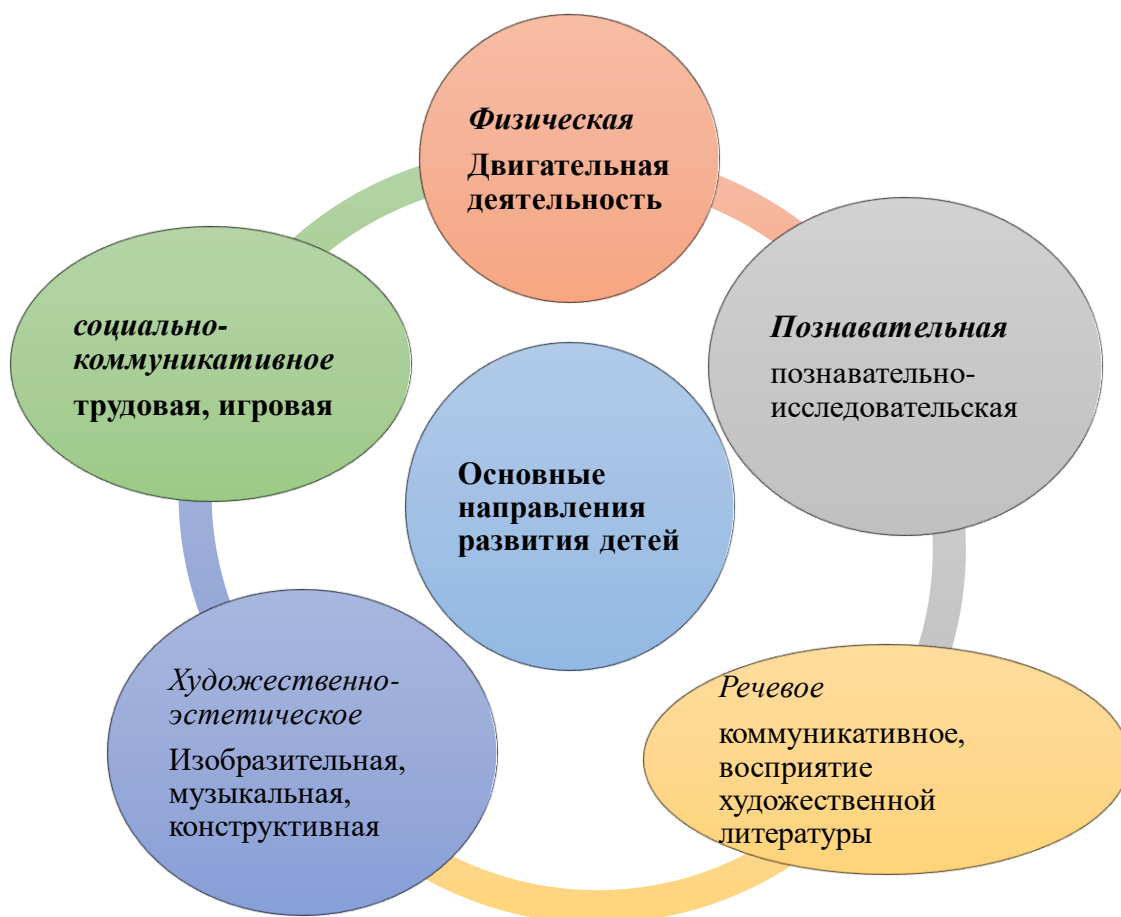 Физическая
Двигательная
деятельность
социально-
коммуникативное
трудовая, игровая
Познавательная
познавательно-
исследовательская
Основные
направления
развития детей
Художественно-
эстетическое
Изобразительная,
музыкальная,
конструктивная
Речевое
коммуникативное,
восприятие
художественной
литературы